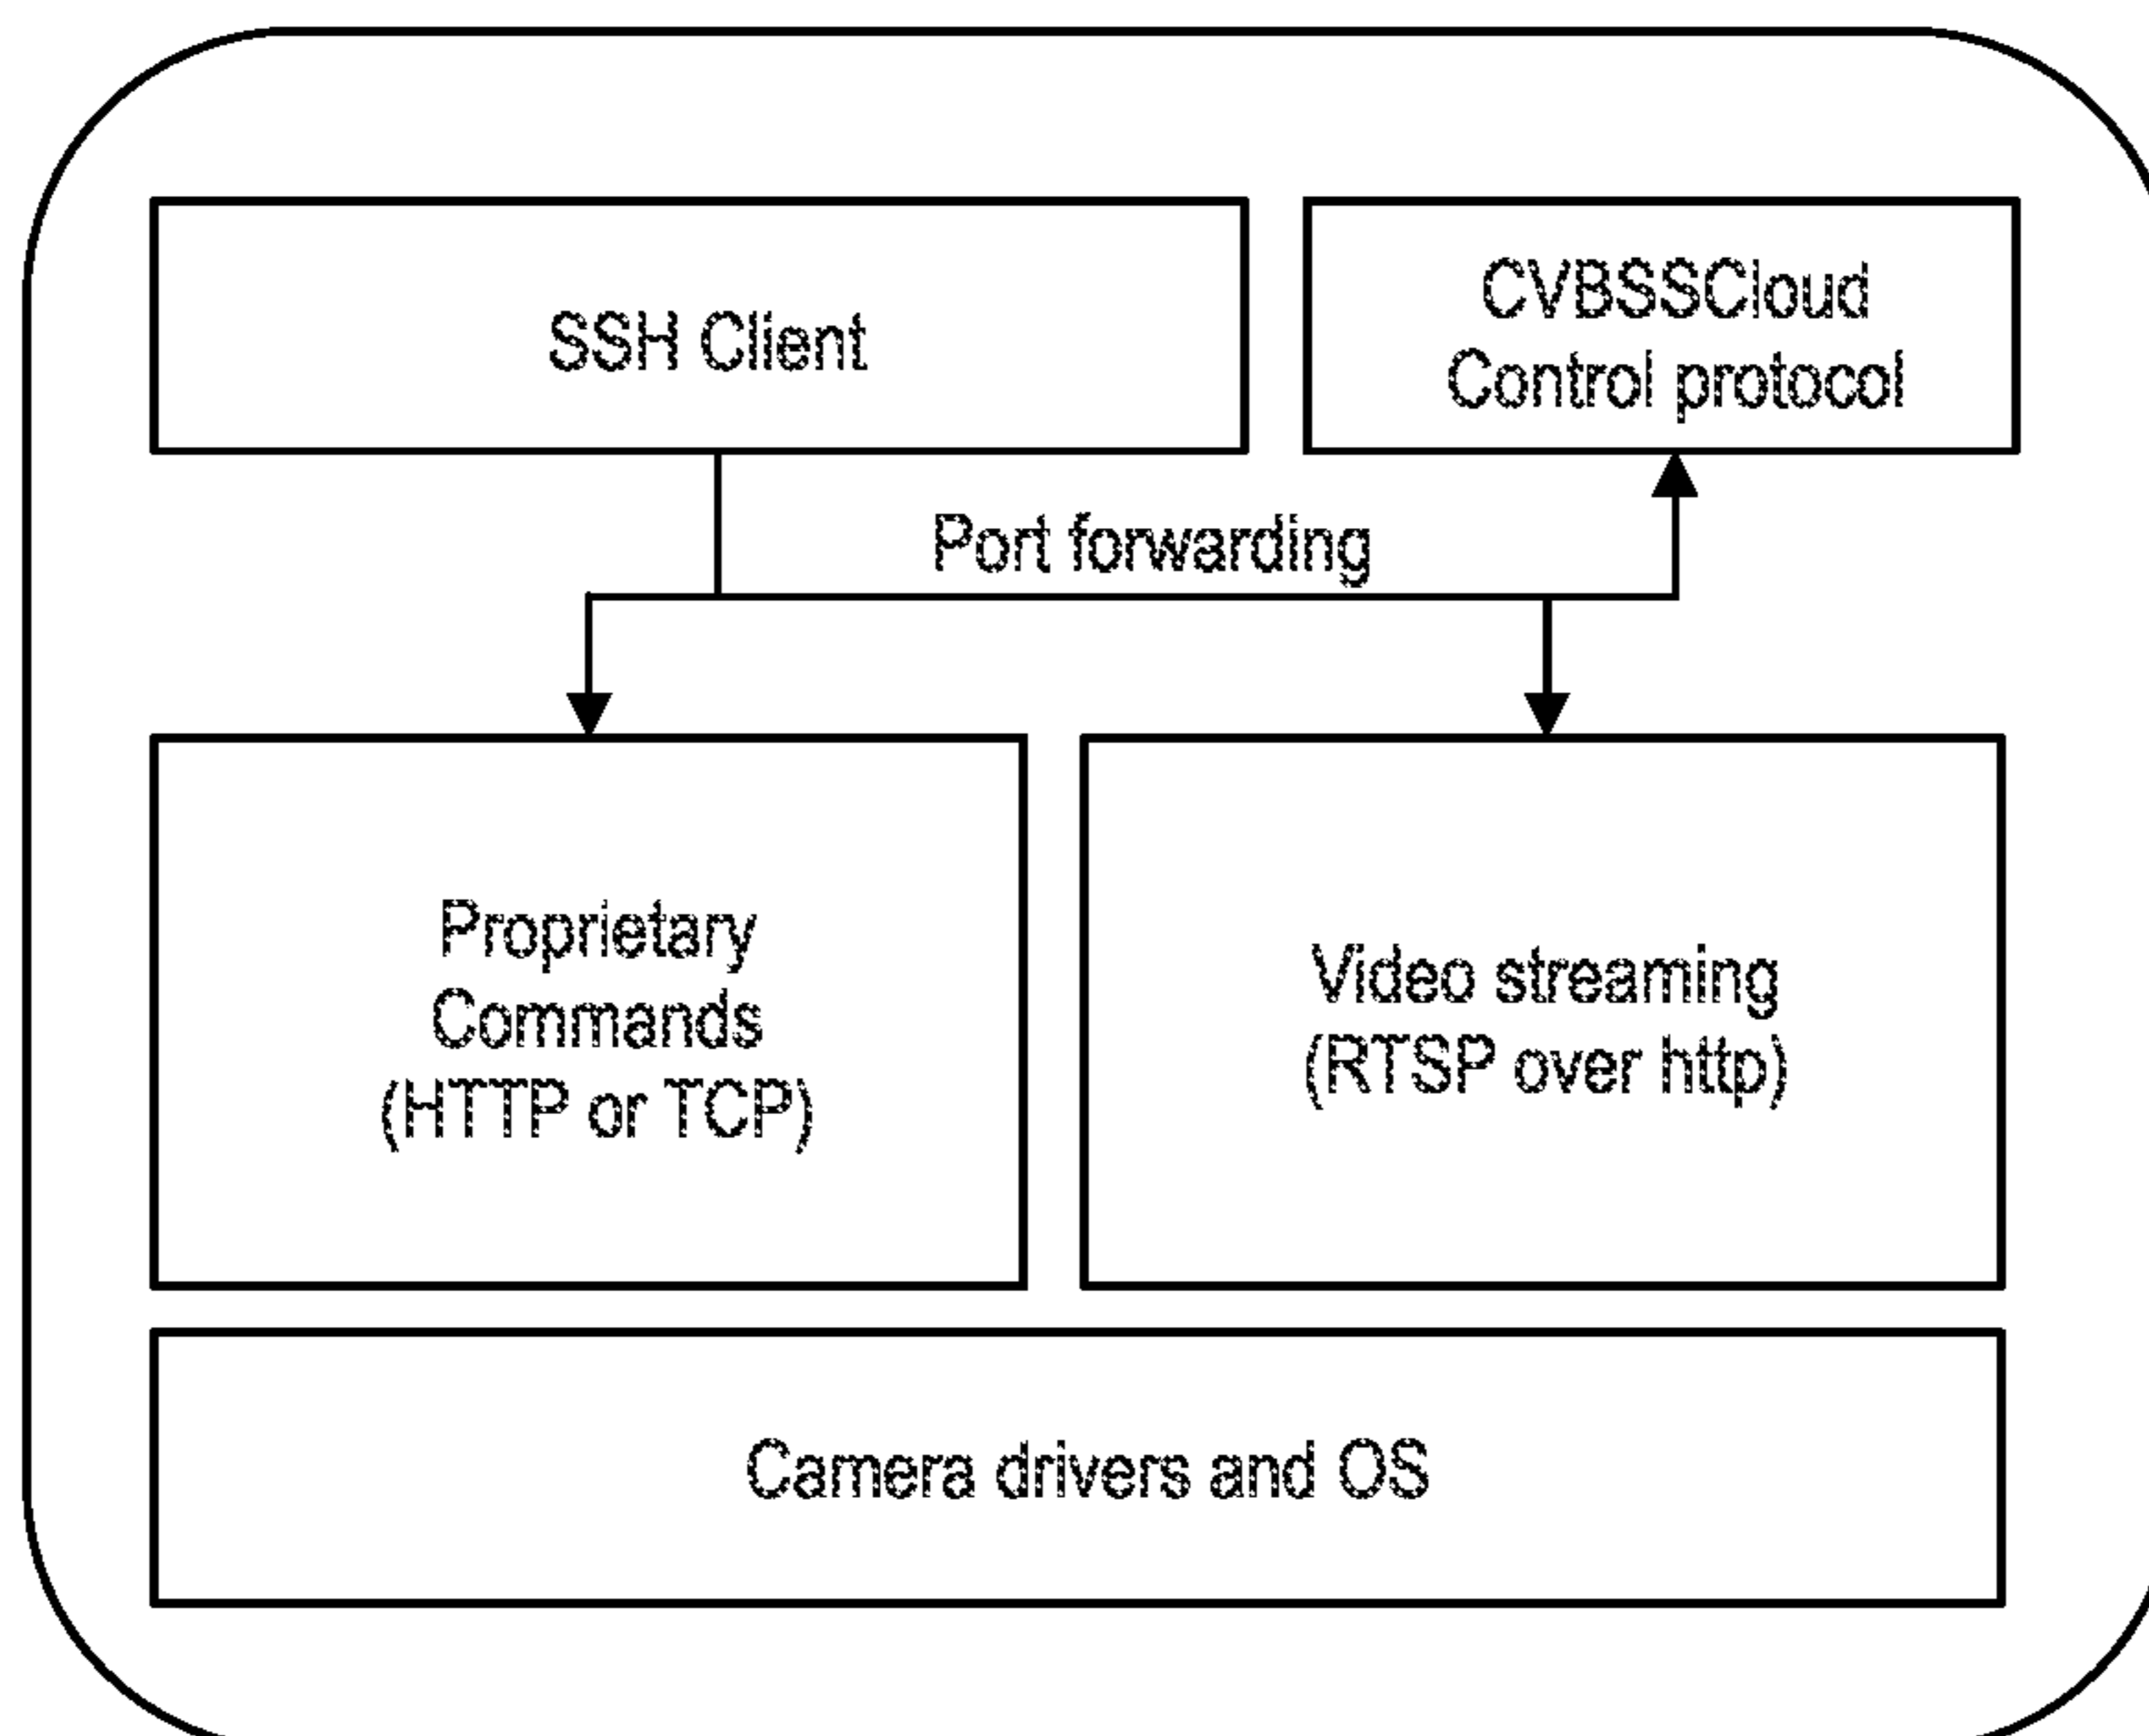 SSH Client
CVBSSCloud
Control protocol
Port forwarding
Proprietary
Commands
(HTTP or TCP)
Video streaming
(RTSP over http)
Camera drivers and OS